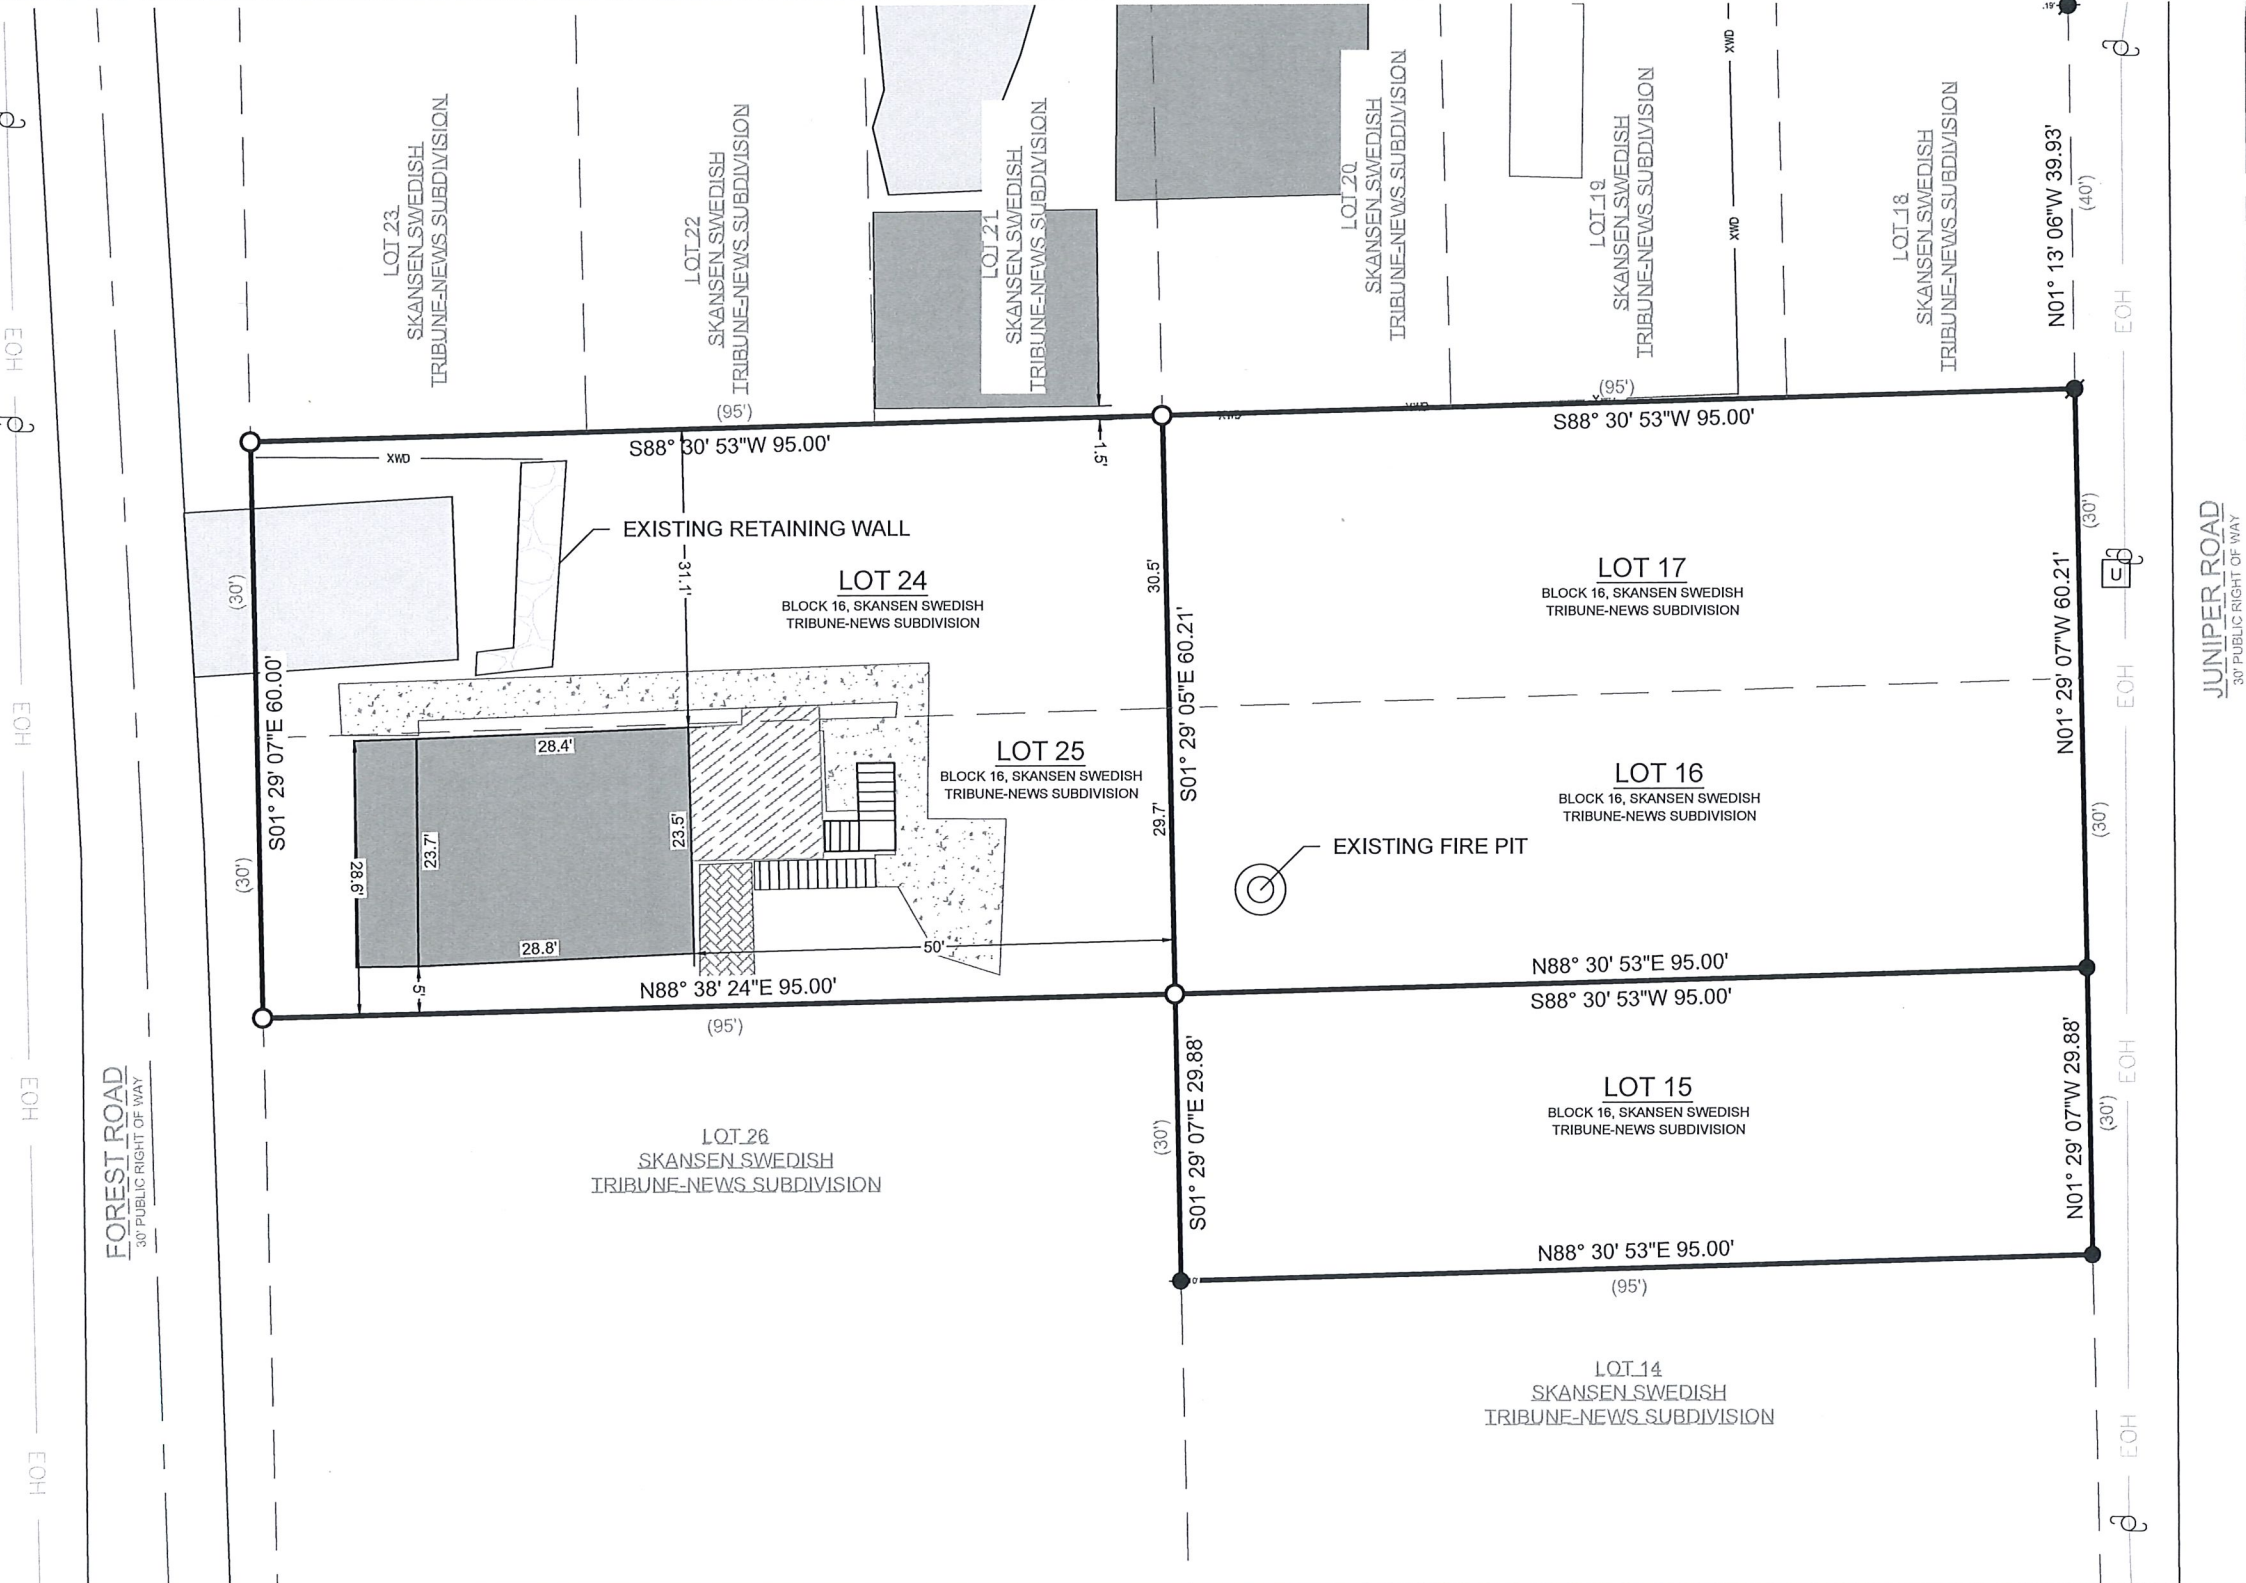 .19'
LOT 23
SKANSEN SWEDISH
TRIBUNE-NEWS SUBDIVISION
LOT 22
SKANSEN SWEDISH
TRIBUNE-NEWS SUBDIVISION
LOT 21
SKANSEN SWEDISH
TRIBUNE-NEWS SUBDIVISION
LOT 20
SKANSEN SWEDISH
TRIBUNE-NEWS SUBDIVISION
LOT 19
SKANSEN SWEDISH
TRIBUNE-NEWS SUBDIVISION
XWD
XWD
LOT 18
SKANSEN SWEDISH
TRIBUNE-NEWS SUBDIVISION
N01° 13' 06"W 39.93'
(40')
EOH
EOH
(95')
(95')
XWD
XWD
S88° 30' 53"W 95.00'
S88° 30' 53"W 95.00'
1.5'
XWD
EXISTING RETAINING WALL
31.1'
(30')
LOT 24
BLOCK 16, SKANSEN SWEDISH
TRIBUNE-NEWS SUBDIVISION
30.5'
LOT 17
BLOCK 16, SKANSEN SWEDISH
TRIBUNE-NEWS SUBDIVISION
(30')
N01° 29' 07"W 60.21'
U
JUNIPER ROAD
30' PUBLIC RIGHT OF WAY
EOH
EOH
S01° 29' 07"E 60.00'
S01° 29' 05"E 60.21'
28.4'
LOT 25
BLOCK 16, SKANSEN SWEDISH
TRIBUNE-NEWS SUBDIVISION
29.7'
LOT 16
BLOCK 16, SKANSEN SWEDISH
TRIBUNE-NEWS SUBDIVISION
(30')
(30')
28.6'
23.7'
23.5'
EXISTING FIRE PIT
28.8'
50'
5'
N88° 38' 24"E 95.00'
(95')
N88° 30' 53"E 95.00'
S88° 30' 53"W 95.00'
EOH
EOH
FOREST ROAD
30' PUBLIC RIGHT OF WAY
LOT 26
SKANSEN SWEDISH
TRIBUNE-NEWS SUBDIVISION
(30')
S01° 29' 07"E 29.88'
LOT 15
BLOCK 16, SKANSEN SWEDISH
TRIBUNE-NEWS SUBDIVISION
N01° 29' 07"W 29.88'
(30')
N88° 30' 53"E 95.00'
(95')
0'
LOT 14
SKANSEN SWEDISH
TRIBUNE-NEWS SUBDIVISION
EOH
EOH